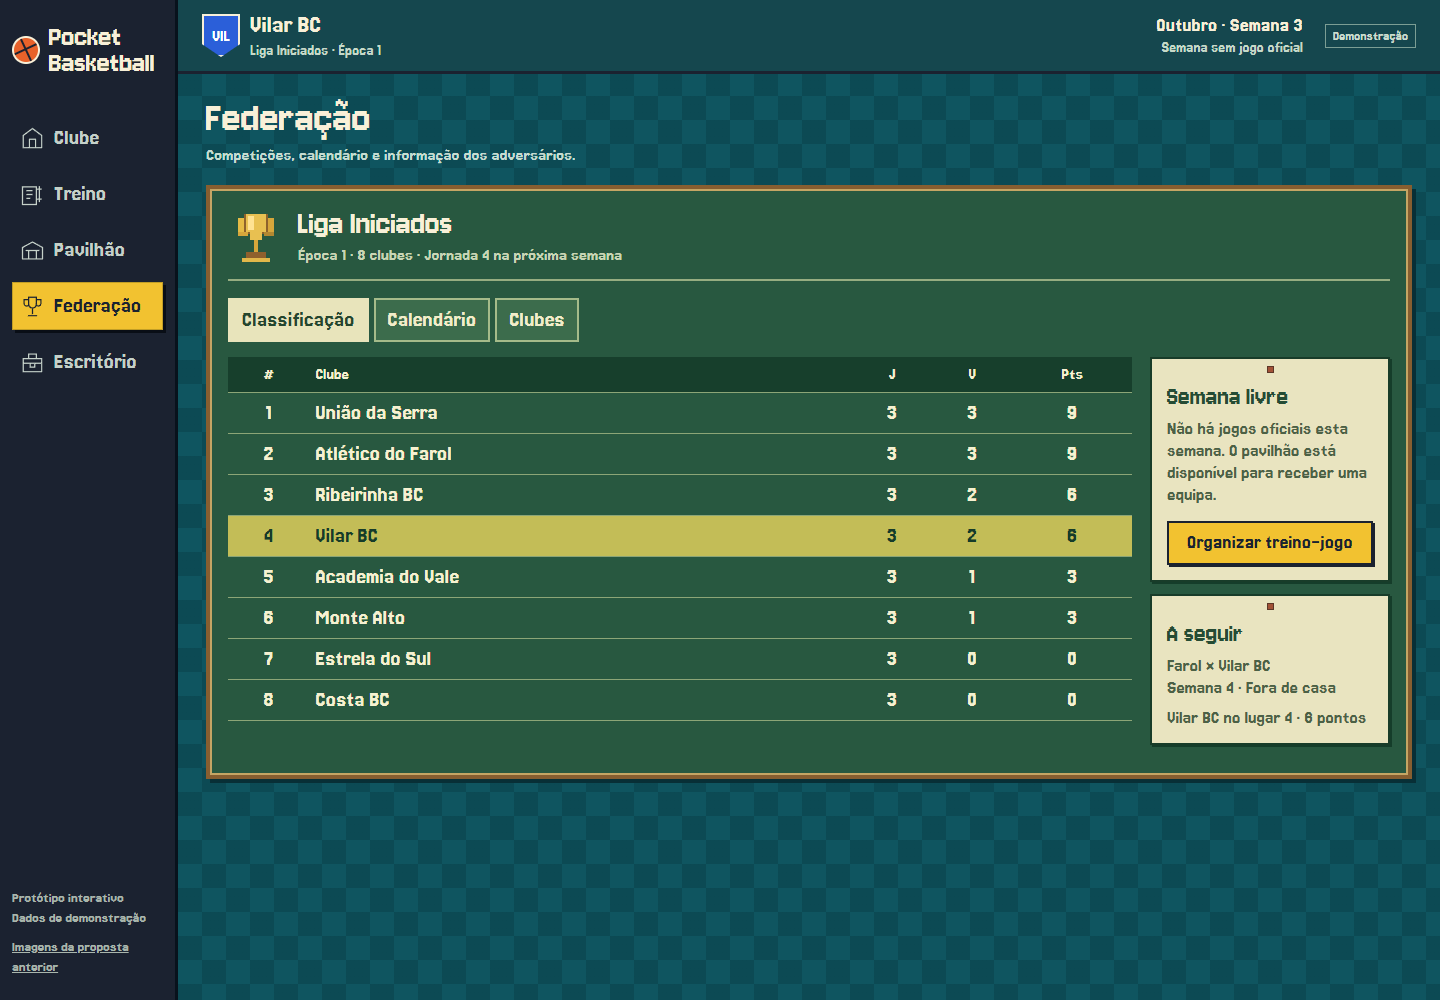 Pocket
Basketball
Clube
Treino
Pavilhão
Federação
Escritório
Protótipo interativo
Dados de demonstração
Imagens da proposta
anterior
VIL
Vilar BC
Liga Iniciados · Época 1
Outubro · Semana 3
Semana sem jogo oficial
Demonstração
Federação
Competições, calendário e informação dos adversários.
Liga Iniciados
Época 1 · 8 clubes · Jornada 4 na próxima semana
Classificação Calendário Clubes
# Clube J V Pts
1 União da Serra 3 3 9
2 Atlético do Farol 3 3 9
3 Ribeirinha BC 3 2 6
4 Vilar BC 3 2 6
5 Academia do Vale 3 1 3
6 Monte Alto 3 1 3
7 Estrela do Sul 3 0 0
8 Costa BC 3 0 0
Semana livre
Não há jogos oficiais esta
semana. O pavilhão está
disponível para receber uma
equipa.
Organizar treino-jogo
A seguir
Farol × Vilar BC
Semana 4 · Fora de casa
Vilar BC no lugar 4 · 6 pontos